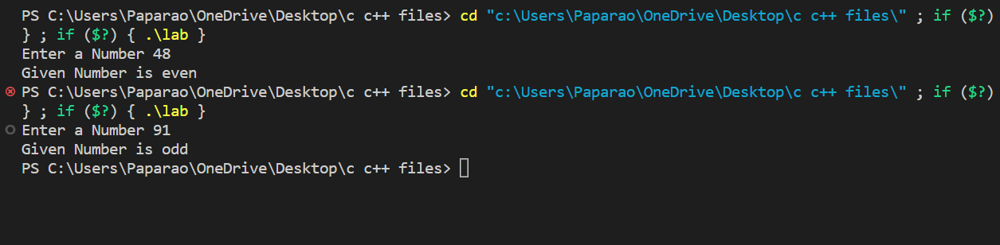 PS C:\Users\Paparao\OneDrive\Desktop\c c++ files> cd "c:\Users\Paparao\OneDrive\Desktop\c c++ files\" ; if ($?)
} ; if ($?) { .\lab }
Enter a Number 48
Given Number is even
PS C:\Users\Paparao\OneDrive\Desktop\c c++ files> cd "c:\Users\Paparao\OneDrive\Desktop\c c++ files\" ; if ($?)
} ; if ($?) { .\lab }
Enter a Number 91
Given Number is odd
PS C:\Users\Paparao\OneDrive\Desktop\c c++ files>